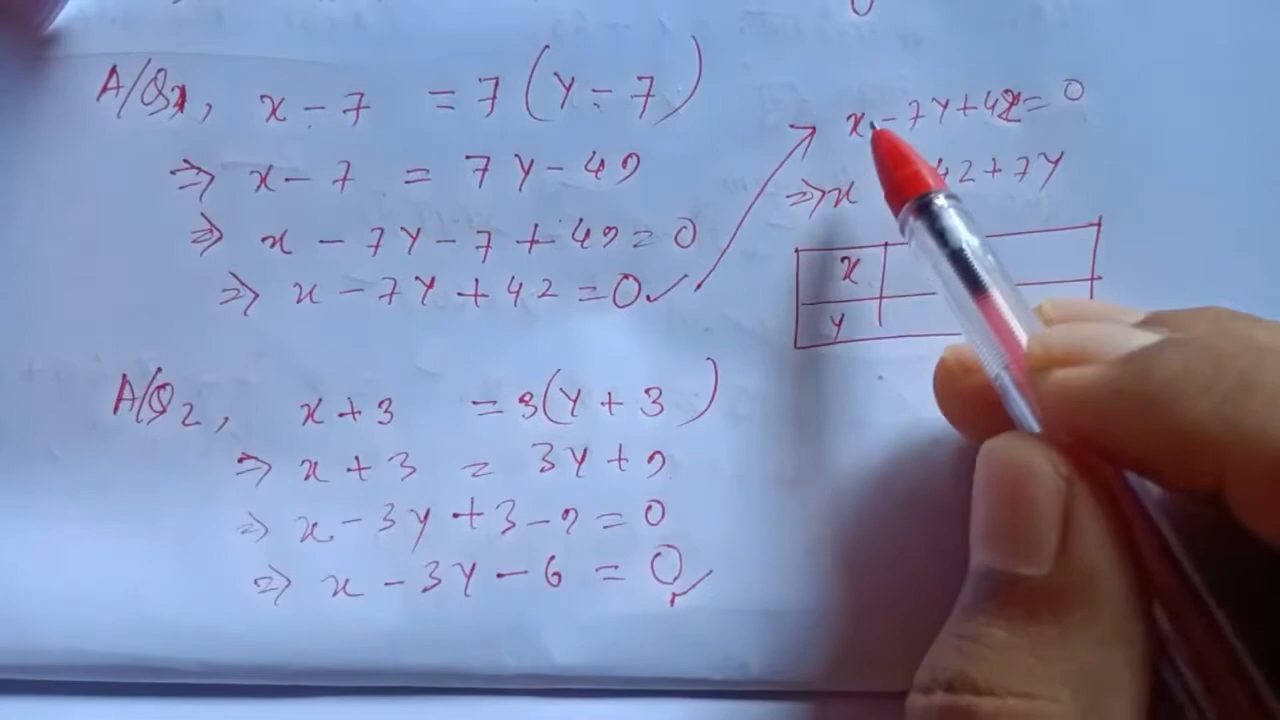 A/Q1, x - 7 = 7(y - 7)
⇒ x - 7 = 7y - 49
⇒ x - 7y - 7 + 49 = 0
⇒ x - 7y + 42 = 0 ✓
A/Q2, x + 3 = 3(y + 3)
⇒ x + 3 = 3y + 9
⇒ x - 3y + 3 - 9 = 0
⇒ x - 3y - 6 = 0 ✓
x - 7y + 42 = 0
⇒ x 42 + 7y
x
y